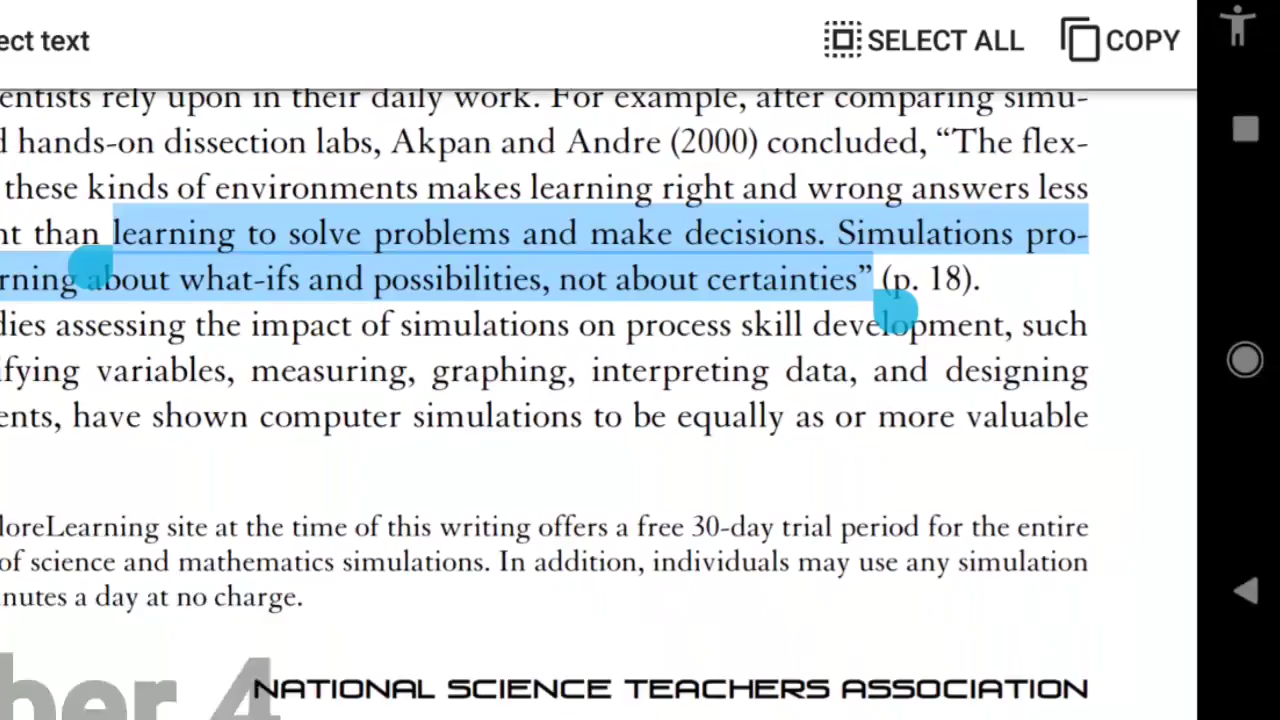 ect text
SELECT ALL
COPY
entists rely upon in their daily work. For example, after comparing simu-
d hands-on dissection labs, Akpan and Andre (2000) concluded, “The flex-
these kinds of environments makes learning right and wrong answers less
nt than learning to solve problems and make decisions. Simulations pro-
rning about what-ifs and possibilities, not about certainties” (p. 18).
dies assessing the impact of simulations on process skill development, such
ifying variables, measuring, graphing, interpreting data, and designing
ents, have shown computer simulations to be equally as or more valuable
loreLearning site at the time of this writing offers a free 30-day trial period for the entire
of science and mathematics simulations. In addition, individuals may use any simulation
nutes a day at no charge.
ber 4
NATIONAL SCIENCE TEACHERS ASSOCIATION